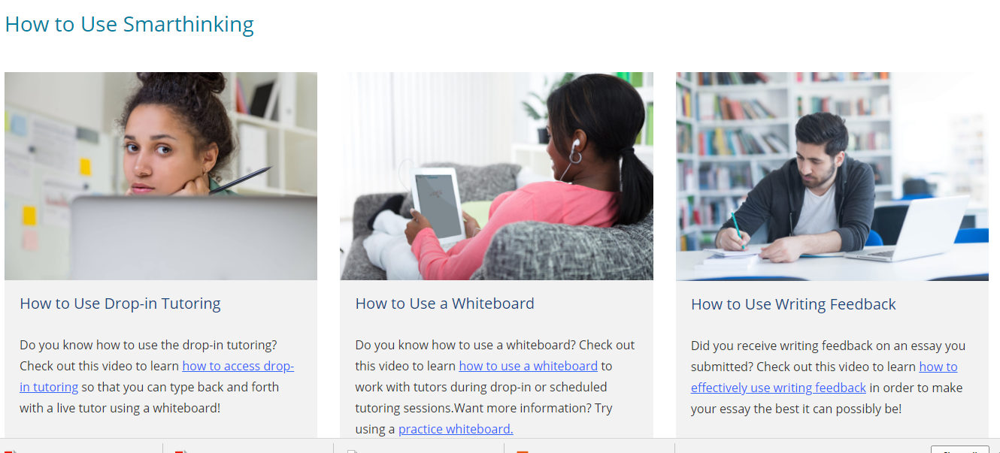 How to Use Smarthinking
How to Use Drop-in Tutoring
Do you know how to use the drop-in tutoring?
Check out this video to learn how to access drop-
in tutoring so that you can type back and forth
with a live tutor using a whiteboard!
How to Use a Whiteboard
Do you know how to use a whiteboard? Check out
this video to learn how to use a whiteboard to
work with tutors during drop-in or scheduled
tutoring sessions.Want more information? Try
using a practice whiteboard.
How to Use Writing Feedback
Did you receive writing feedback on an essay you
submitted? Check out this video to learn how to
effectively use writing feedback in order to make
your essay the best it can possibly be!